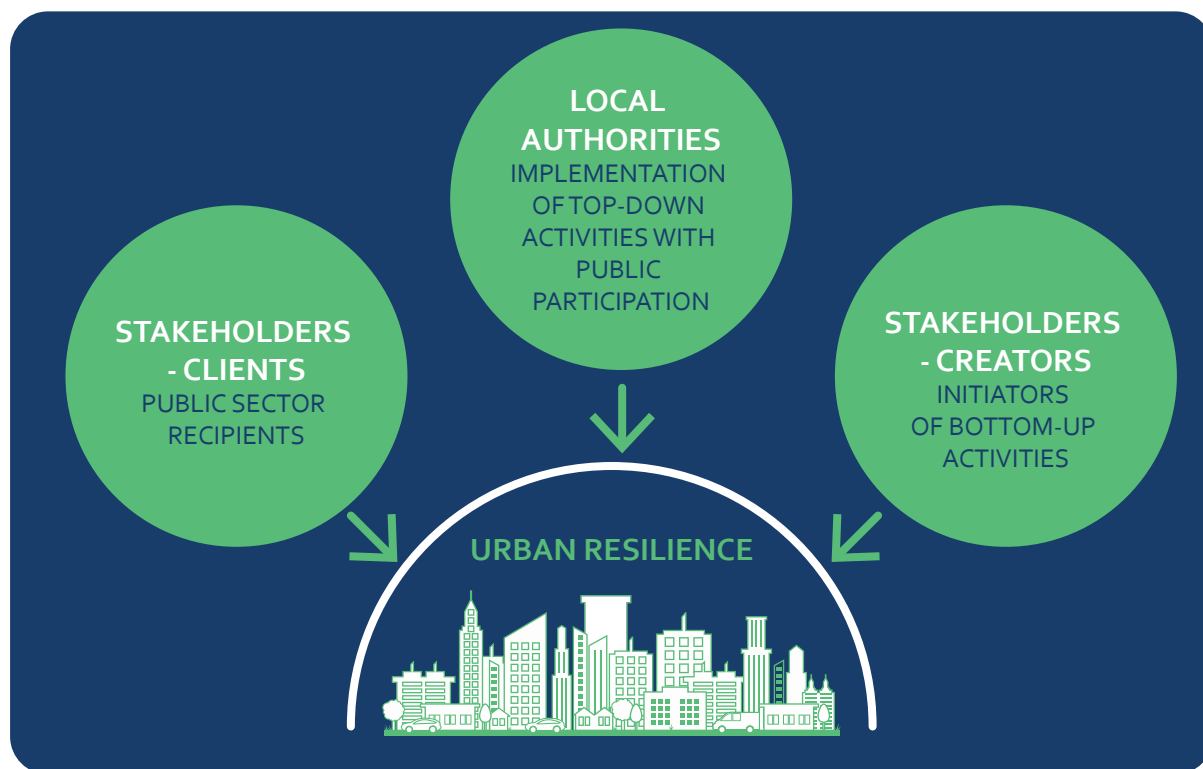 LOCAL
AUTHORITIES
IMPLEMENTATION
OF TOP-DOWN
ACTIVITIES WITH
PUBLIC
PARTICIPATION
STAKEHOLDERS
- CLIENTS
PUBLIC SECTOR
RECIPIENTS
STAKEHOLDERS
- CREATORS
INITIATORS
OF BOTTOM-UP
ACTIVITIES
URBAN RESILIENCE